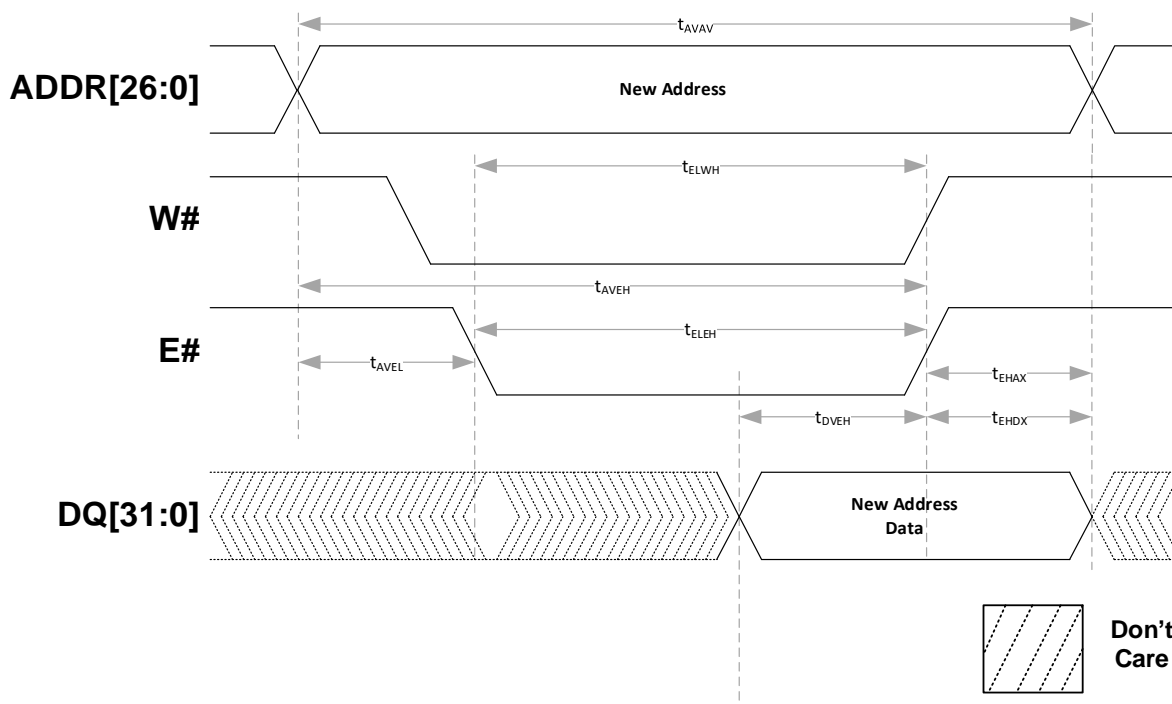 tAVAV
ADDR[26:0]
New Address
tELWH
W#
tAVEH
E#
tELEH
tAVEL
tEHAX
tDVEH
tEHDX
DQ[31:0]
New Address
Data
Don't
Care